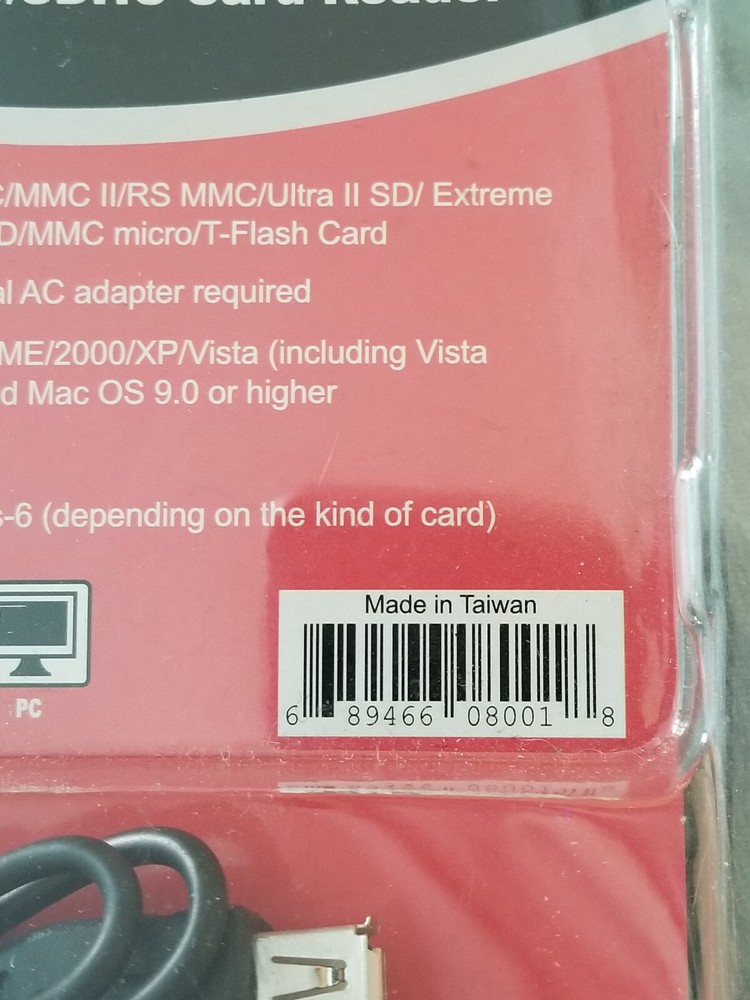 Card Reader
/MMC II/RS MMC/Ultra II SD/ Extreme
D/MMC micro/T-Flash Card
al AC adapter required
ME/2000/XP/Vista (including Vista
d Mac OS 9.0 or higher
s-6 (depending on the kind of card)
Made in Taiwan
6 89466 08001 8
PC